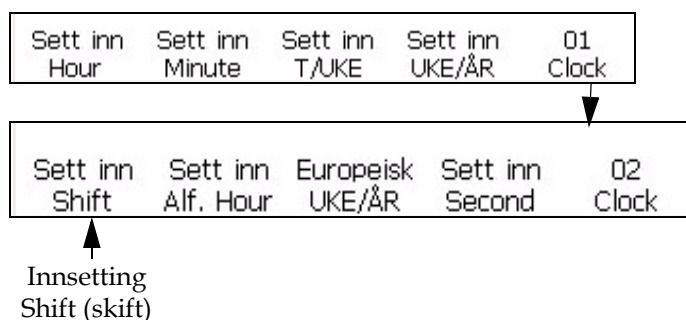 Sett inn Sett inn Sett inn Sett inn 01
Hour Minute T/UKE UKE/ÅR Clock
Sett inn Sett inn Europeisk Sett inn 02
Shift Alf. Hour UKE/ÅR Second Clock
Innsetting
Shift (skift)